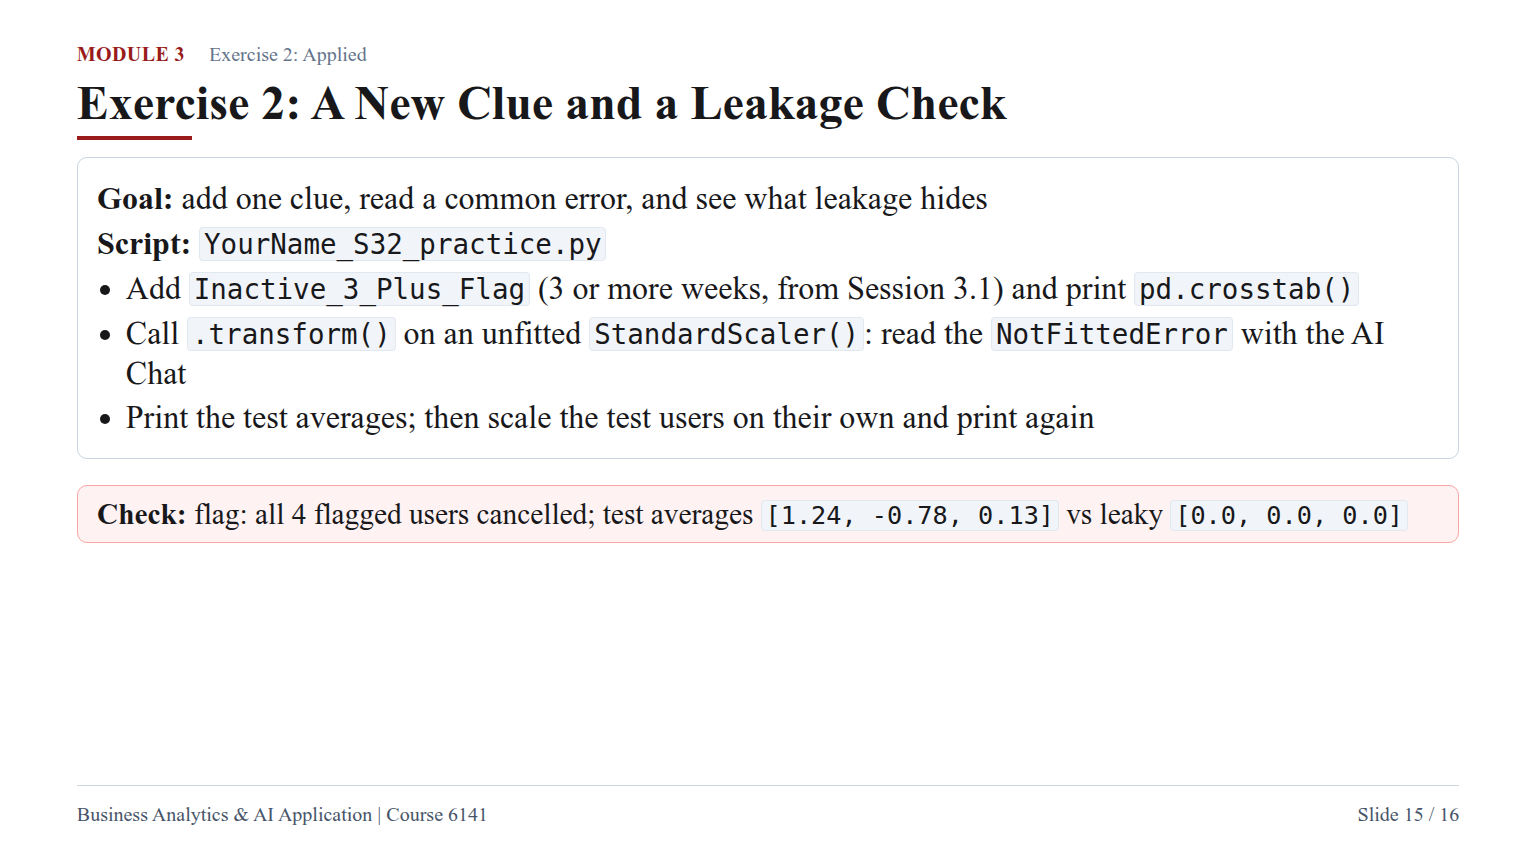 MODULE 3 Exercise 2: Applied
Exercise 2: A New Clue and a Leakage Check
Goal: add one clue, read a common error, and see what leakage hides
Script: YourName_S32_practice.py
• Add Inactive_3_Plus_Flag (3 or more weeks, from Session 3.1) and print pd.crosstab()
• Call .transform() on an unfitted StandardScaler(): read the NotFittedError with the AI
Chat
• Print the test averages; then scale the test users on their own and print again
Check: flag: all 4 flagged users cancelled; test averages [1.24, -0.78, 0.13] vs leaky [0.0, 0.0, 0.0]
Business Analytics & AI Application | Course 6141
Slide 15 / 16